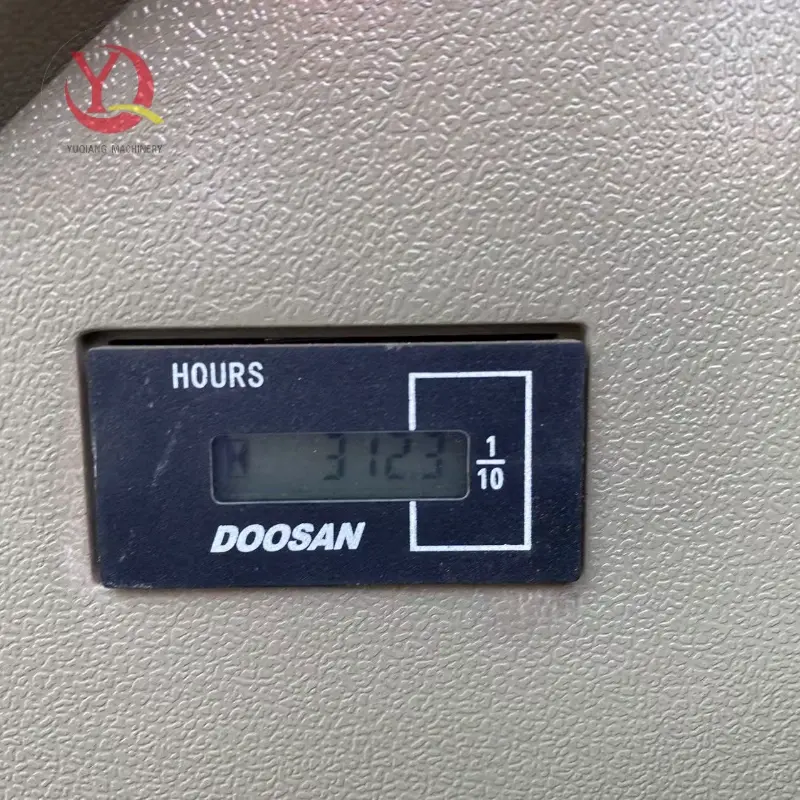 YUQIANG MACHINERY
HOURS
3123
1
10
DOOSAN